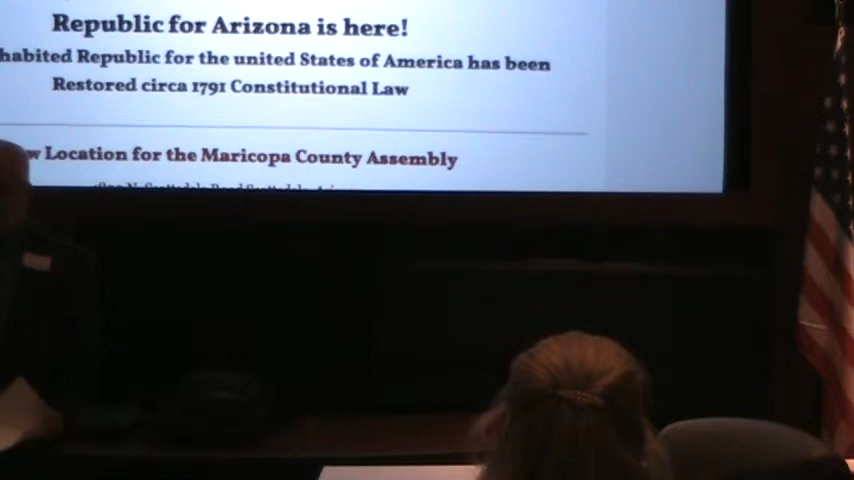 Republic for Arizona is here!
habited Republic for the united States of America has been
Restored circa 1791 Constitutional Law
w Location for the Maricopa County Assembly